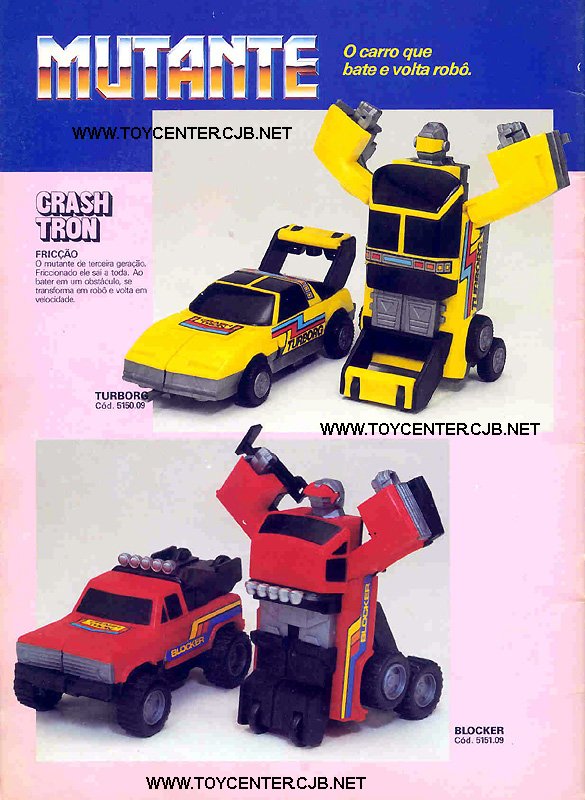 MUTANTE
O carro que
bate e volta robô.
WWW.TOYCENTER.CJB.NET
CRASH
TRON
FRICÇÃO
O mutante de terceira geração.
Friccionado ele sai a toda. Ao
bater em um obstáculo, se
transforma em robô e volta em
velocidade.
TURBORG
TURBORG
TURBORG
Cód. 5150.09
WWW.TOYCENTER.CJB.NET
BLOCKER
BLOCKER
BLOCKER
Cód. 5151.09
WWW.TOYCENTER.CJB.NET